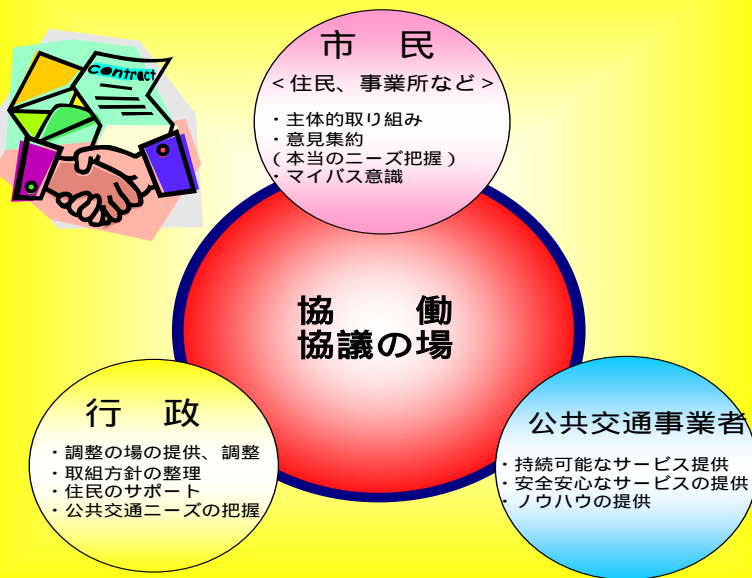 contract
市　民
＜住民、事業所など＞
・主体的取り組み
・意見集約
（本当のニーズ把握）
・マイバス意識
協　　働
協議の場
行　政
・調整の場の提供、調整
・取組方針の整理
・住民のサポート
・公共交通ニーズの把握
公共交通事業者
・持続可能なサービス提供
・安全安心なサービスの提供
・ノウハウの提供